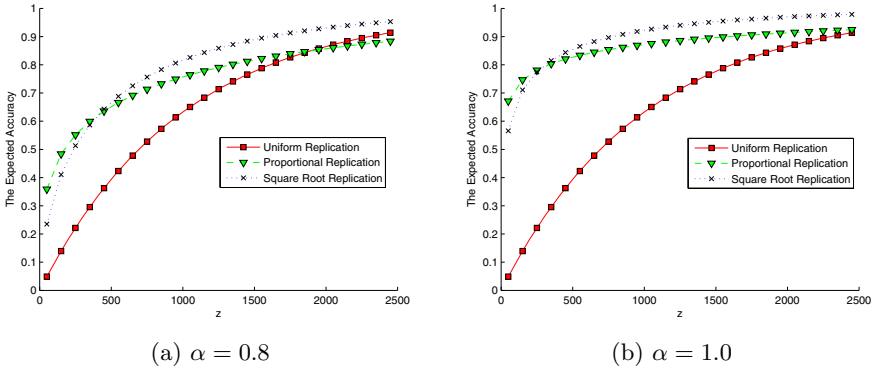 1
0.9
0.8
0.7
0.6
0.5
0.4
0.3
0.2
0.1
0
The Expected Accuracy
0 500 1000 1500 2000 2500
z
Uniform Replication
Proportional Replication
Square Root Replication
(a) α = 0.8
1
0.9
0.8
0.7
0.6
0.5
0.4
0.3
0.2
0.1
0
The Expected Accuracy
0 500 1000 1500 2000 2500
z
Uniform Replication
Proportional Replication
Square Root Replication
(b) α = 1.0